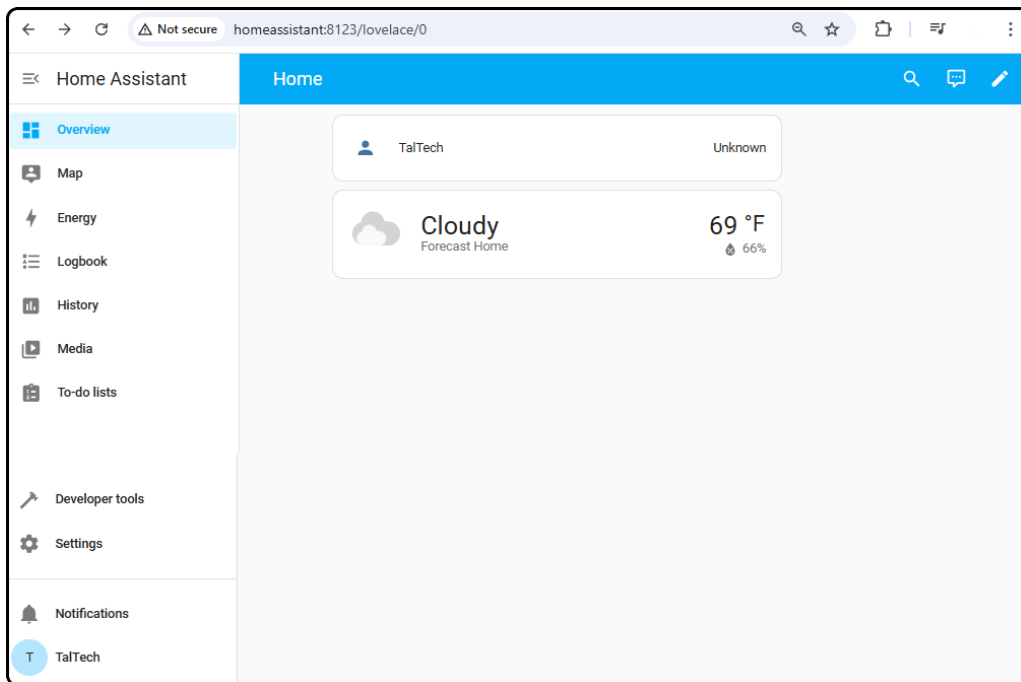 Not secure homeassistant:8123/lovelace/0
Home Assistant
Home
Overview
Map
Energy
Logbook
History
Media
To-do lists
Developer tools
Settings
Notifications
T TalTech
TalTech Unknown
Cloudy 69 °F
Forecast Home 66%